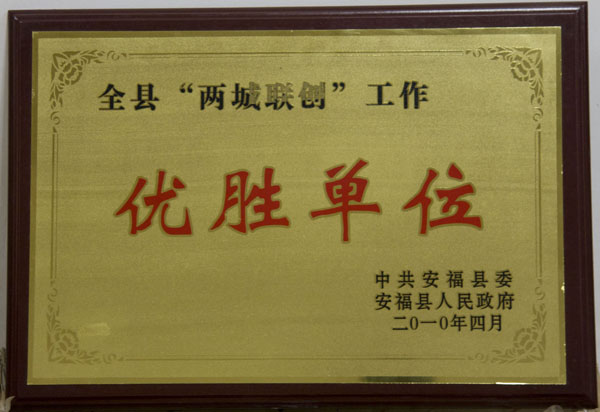 全县“两城联创”工作
优胜单位
中共安福县委
安福县人民政府
二〇一〇年四月